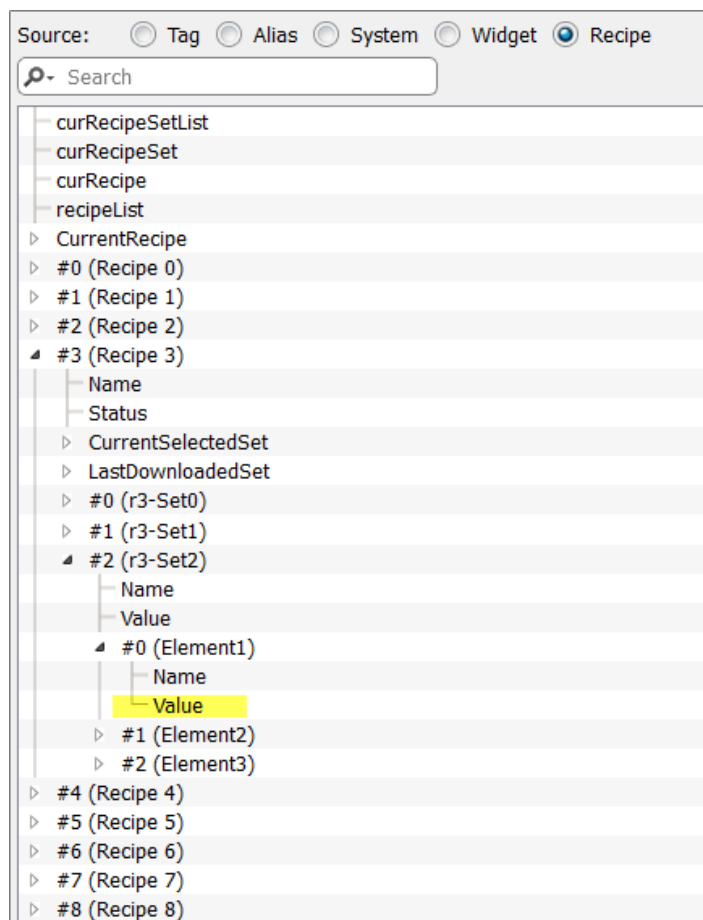 Source: Tag Alias System Widget Recipe
Search
curRecipeSetList
curRecipeSet
curRecipe
recipeList
CurrentRecipe
#0 (Recipe 0)
#1 (Recipe 1)
#2 (Recipe 2)
#3 (Recipe 3)
Name
Status
CurrentSelectedSet
LastDownloadedSet
#0 (r3-Set0)
#1 (r3-Set1)
#2 (r3-Set2)
Name
Value
#0 (Element1)
Name
Value
#1 (Element2)
#2 (Element3)
#4 (Recipe 4)
#5 (Recipe 5)
#6 (Recipe 6)
#7 (Recipe 7)
#8 (Recipe 8)